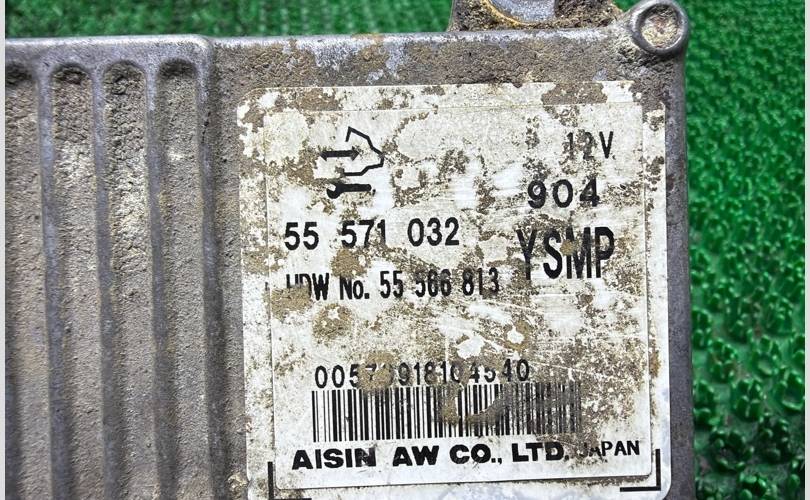 12V
904
55 571 032
YSMP
HDW No. 55 566 813
AISIN AW CO., LTD. JAPAN